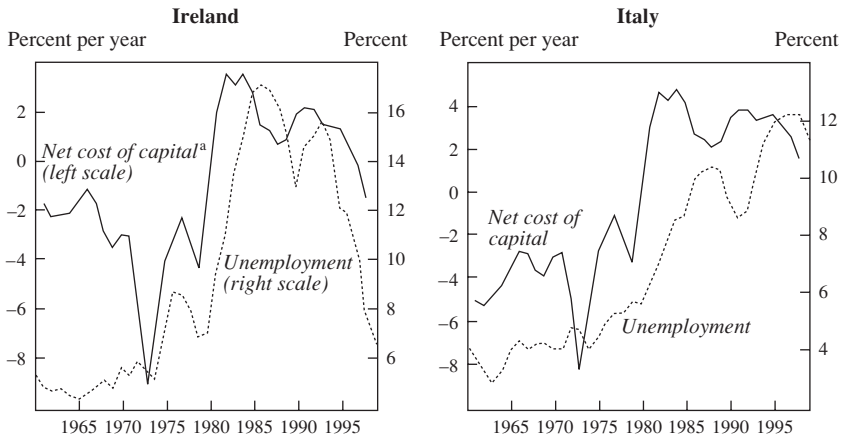 Ireland
Percent per year Percent
2
0
–2
–4
–6
–8
16
14
12
10
8
6
Net cost of capitalᵃ
(left scale)
Unemployment
(right scale)
1965 1970 1975 1980 1985 1990 1995
Italy
Percent per year Percent
4
2
0
–2
–4
–6
–8
12
10
8
6
4
Net cost of
capital
Unemployment
1965 1970 1975 1980 1985 1990 1995